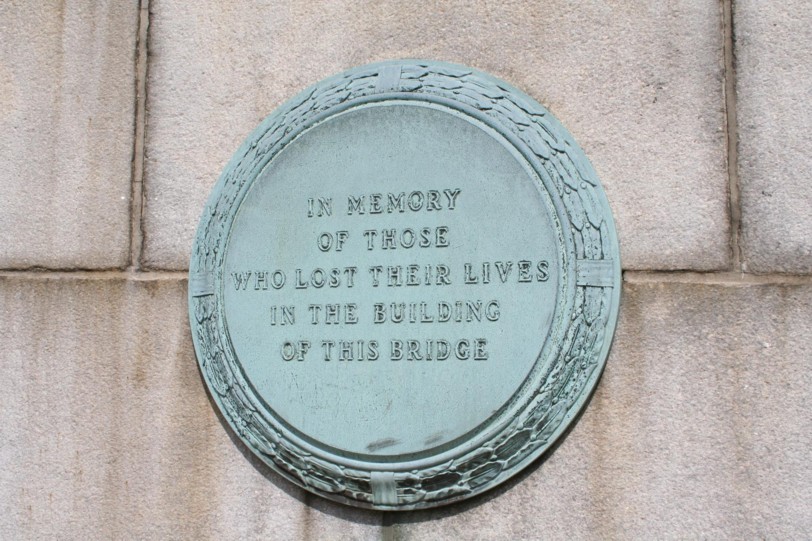 IN MEMORY
OF THOSE
WHO LOST THEIR LIVES
IN THE BUILDING
OF THIS BRIDGE